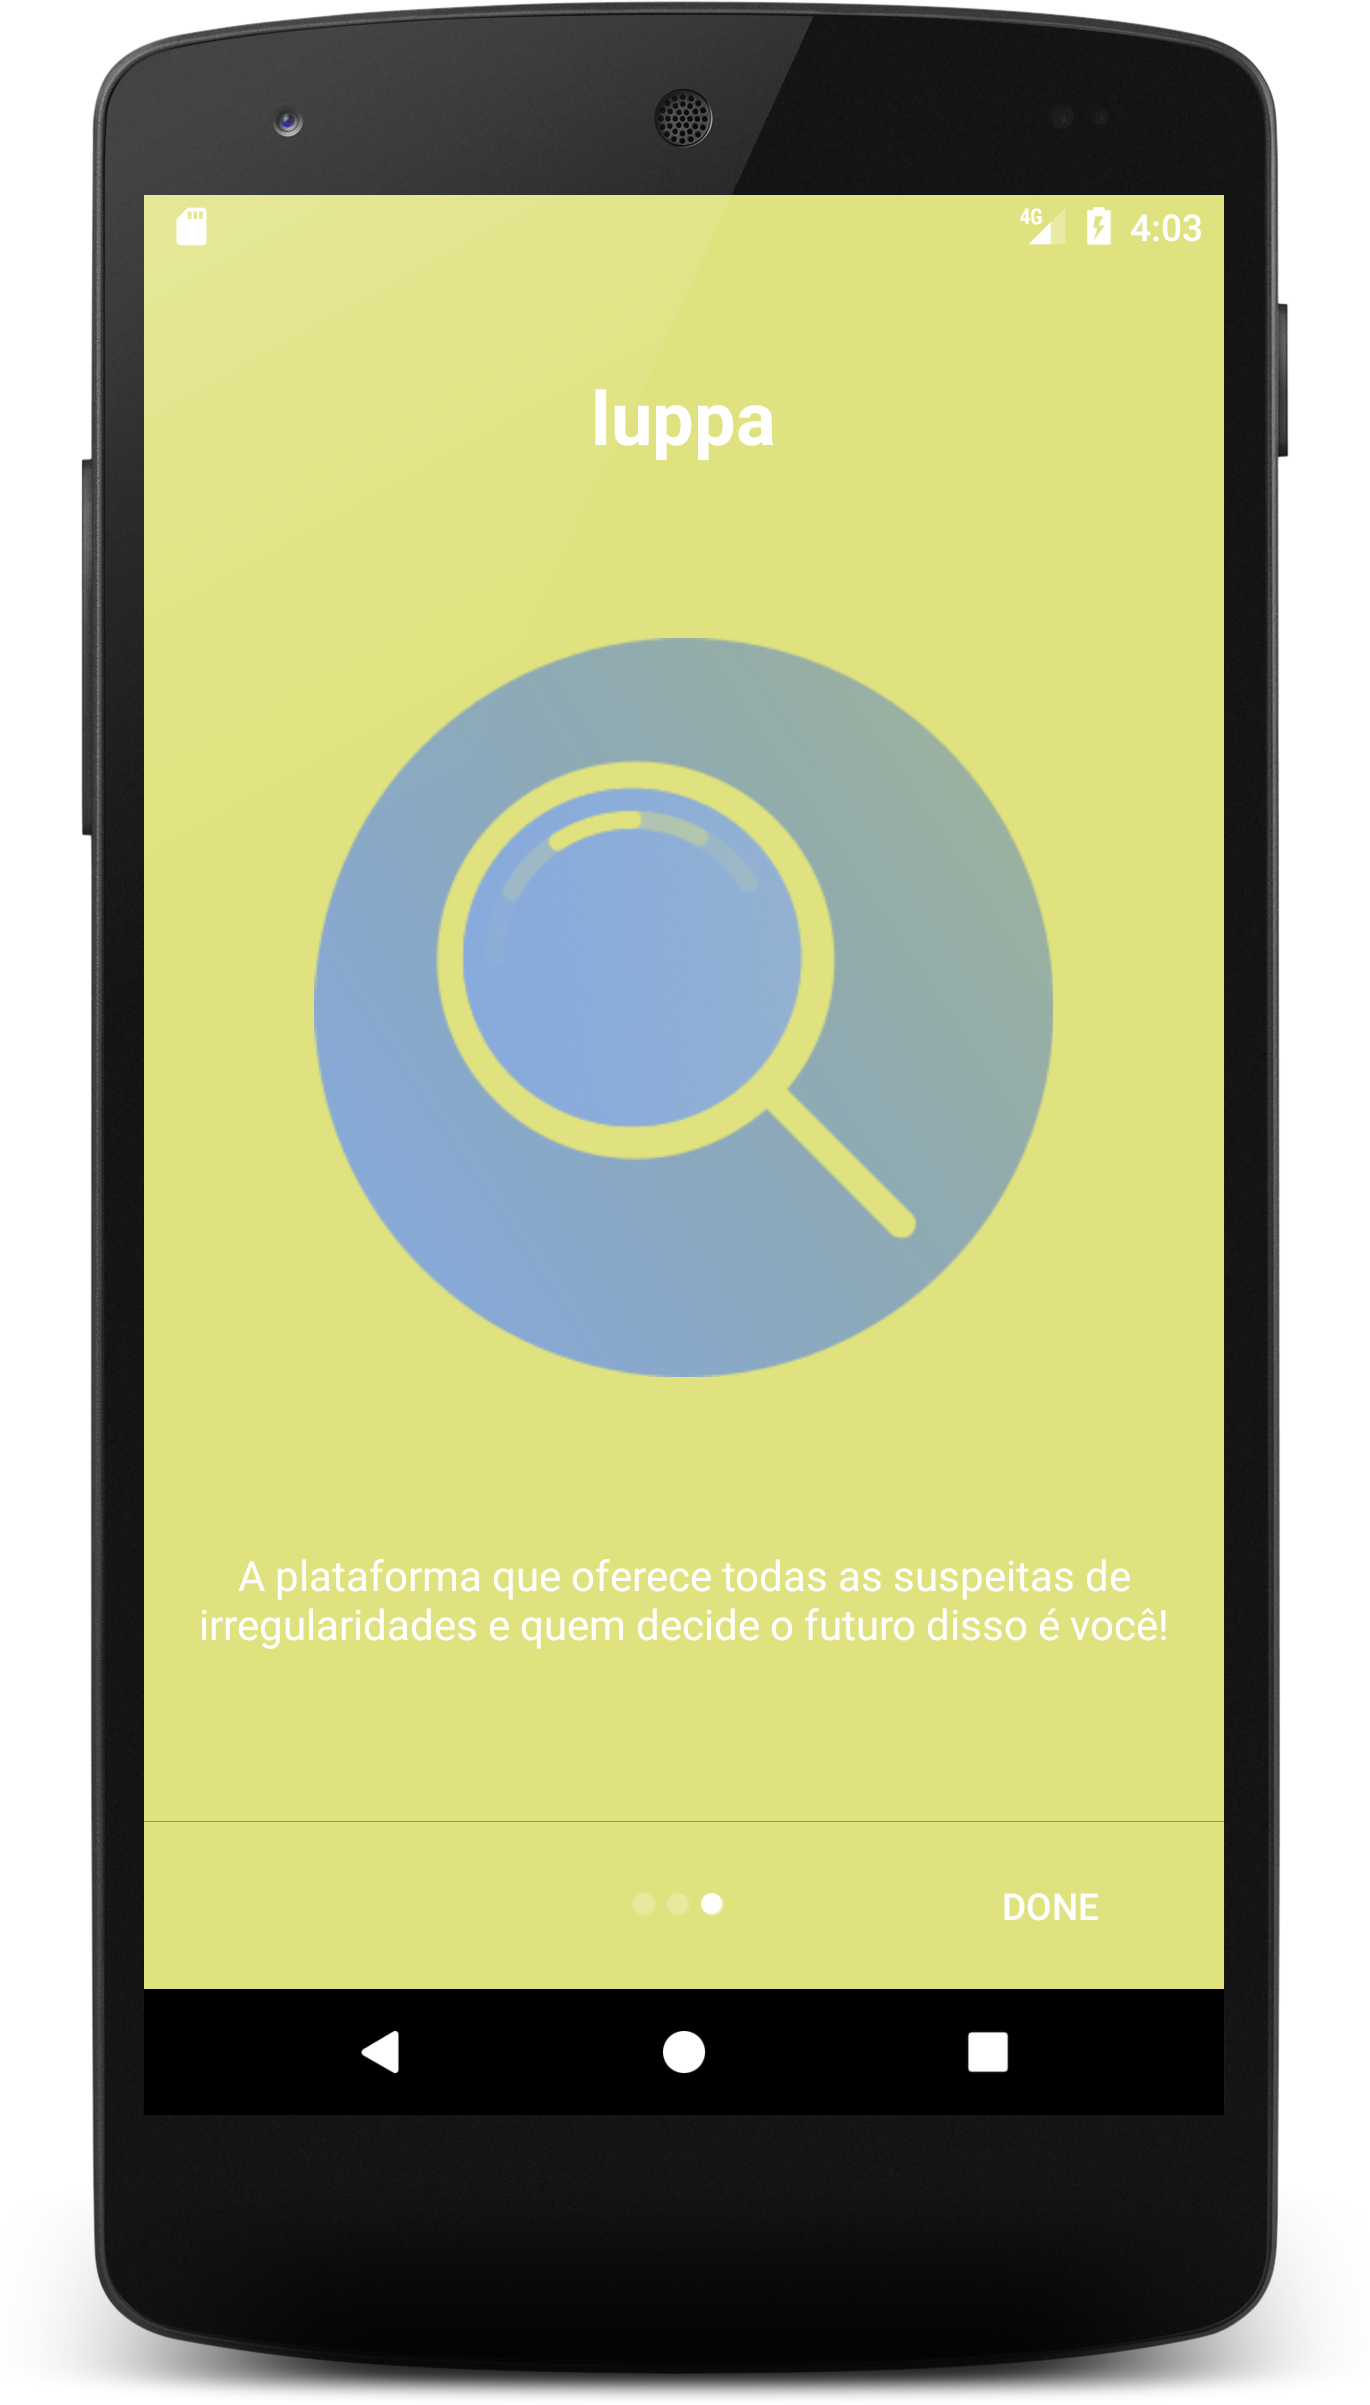 4G 4:03
luppa
A plataforma que oferece todas as suspeitas de
irregularidades e quem decide o futuro disso é você!
DONE